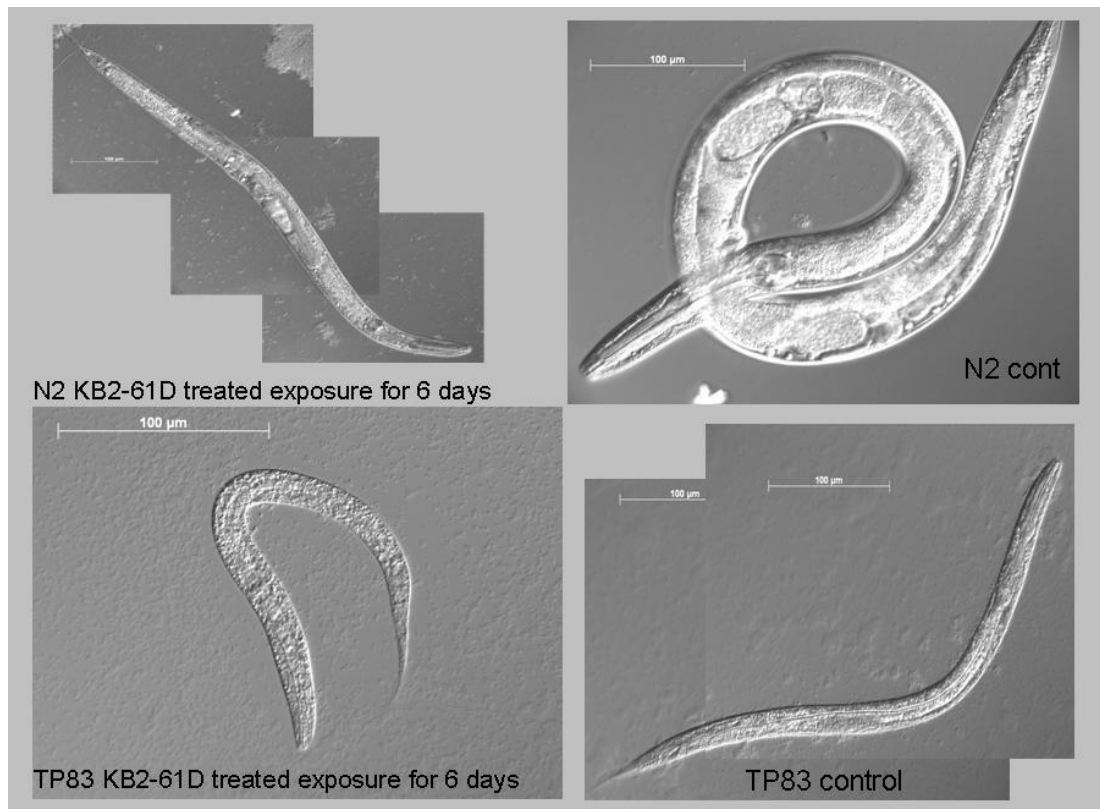 100 µm
100 µm
N2 cont
N2 KB2-61D treated exposure for 6 days
100 µm
100 µm
100 µm
TP83 KB2-61D treated exposure for 6 days
TP83 control